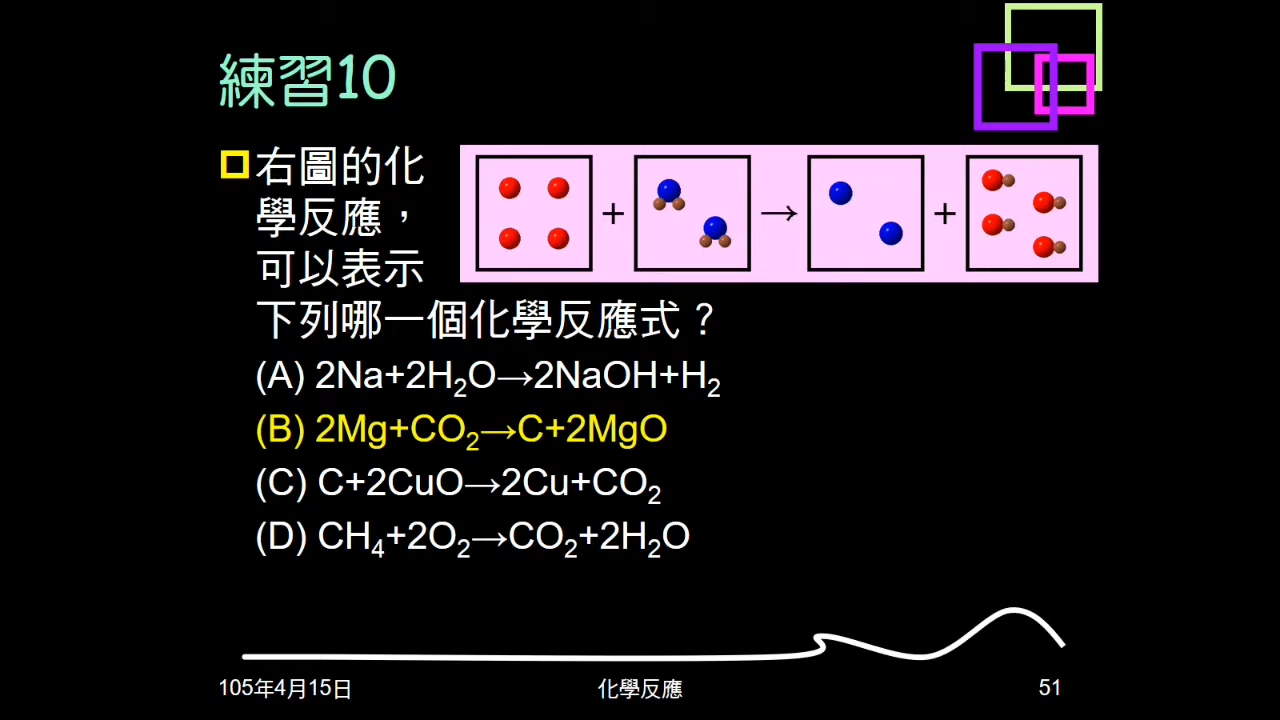 練習10
右圖的化
學反應，
可以表示
下列哪一個化學反應式？
+ → +
(A) 2Na+2H₂O→2NaOH+H₂
(B) 2Mg+CO₂→C+2MgO
(C) C+2CuO→2Cu+CO₂
(D) CH₄+2O₂→CO₂+2H₂O
105年4月15日 化學反應 51